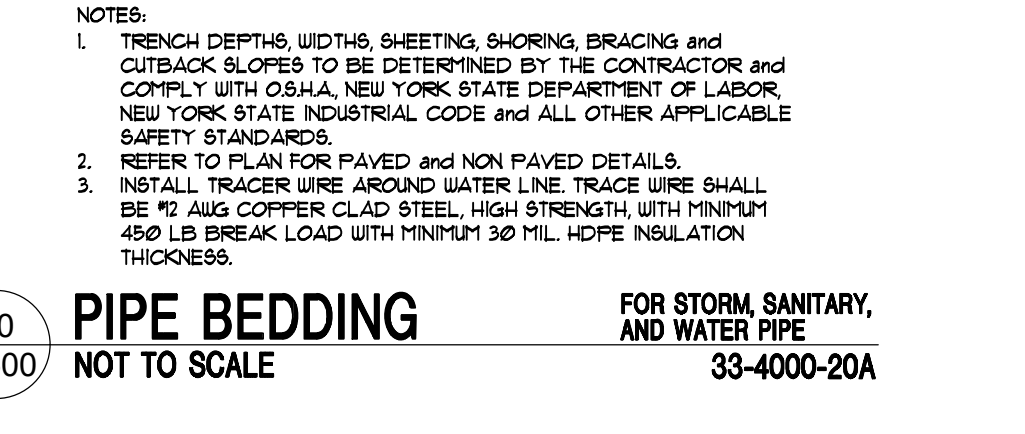 NOTES:
1. TRENCH DEPTHS, WIDTHS, SHEETING, SHORING, BRACING and
CUTBACK SLOPES TO BE DETERMINED BY THE CONTRACTOR and
COMPLY WITH O.S.H.A., NEW YORK STATE DEPARTMENT OF LABOR,
NEW YORK STATE INDUSTRIAL CODE and ALL OTHER APPLICABLE
SAFETY STANDARDS.
2. REFER TO PLAN FOR PAVED and NON PAVED DETAILS.
3. INSTALL TRACER WIRE AROUND WATER LINE. TRACE WIRE SHALL
BE #12 AWG COPPER CLAD STEEL, HIGH STRENGTH, WITH MINIMUM
450 LB BREAK LOAD WITH MINIMUM 30 MIL. HDPE INSULATION
THICKNESS.
0
00
PIPE BEDDING
NOT TO SCALE
FOR STORM, SANITARY,
AND WATER PIPE
33-4000-20A